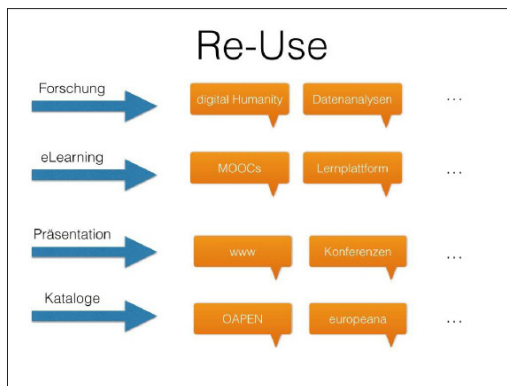 Re-Use
Forschung
digital Humanity Datenanalysen ...
eLearning
MOOCs Lernplattform ...
Präsentation
www Konferenzen ...
Kataloge
OAPEN europeana ...